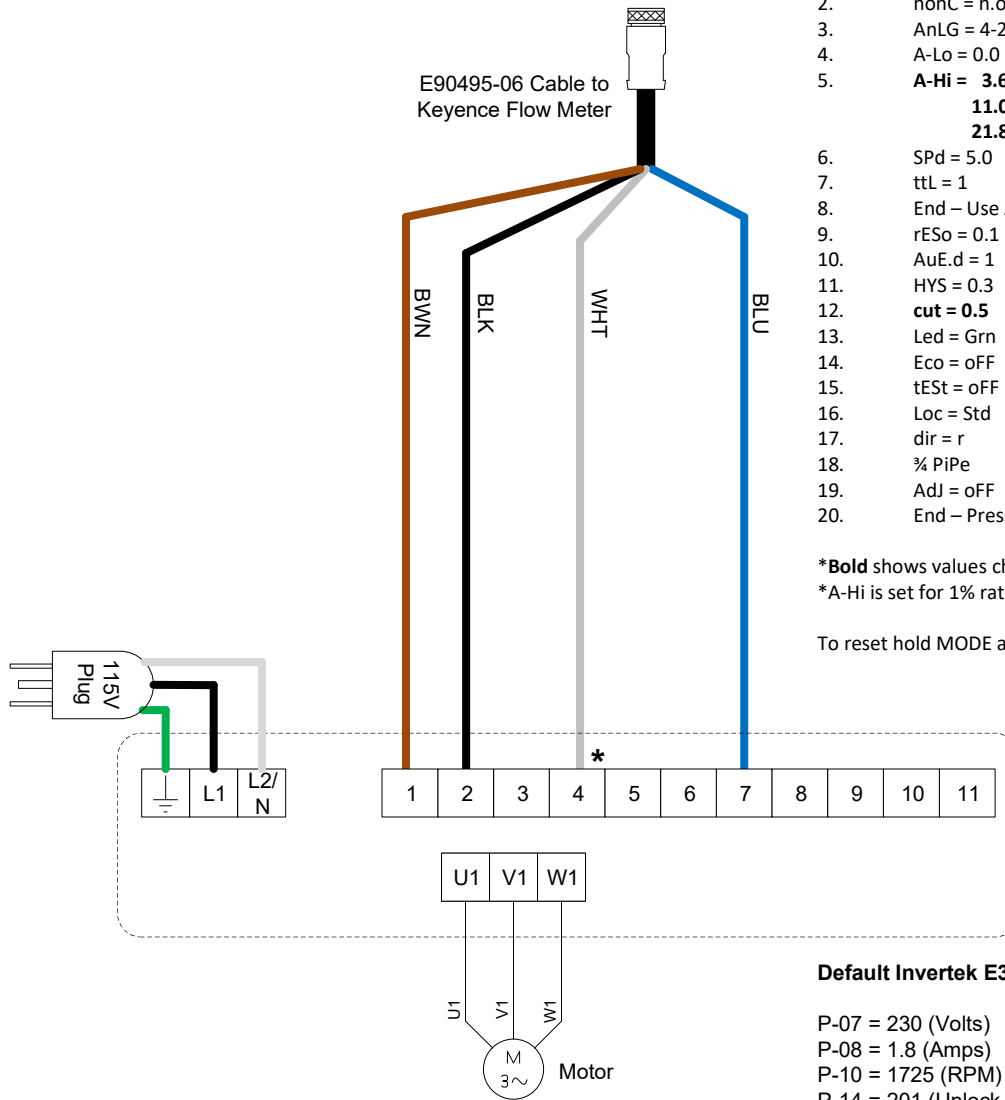 2. nonC = n.o
3. AnLG = 4-2
4. A-Lo = 0.0
5. A-Hi = 3.6
11.0
21.8
6. SPd = 5.0
7. ttL = 1
8. End – Use
9. rESo = 0.1
10. AuE.d = 1
11. HYS = 0.3
12. cut = 0.5
13. Led = Grn
14. Eco = oFF
15. tESt = oFF
16. Loc = Std
17. dir = r
18. ¾ PiPe
19. AdJ = oFF
20. End – Pres
*Bold shows values ch
*A-Hi is set for 1% rat
To reset hold MODE a
E90495-06 Cable to
Keyence Flow Meter
BWN
BLK
WHT
BLU
115V
Plug
*
L1
L2/
N
1 2 3 4 5 6 7 8 9 10 11
U1 V1 W1
U1
V1
W1
M
3~
Motor
Default Invertek E3
P-07 = 230 (Volts)
P-08 = 1.8 (Amps)
P-10 = 1725 (RPM)
P-14 = 201 (Unlock